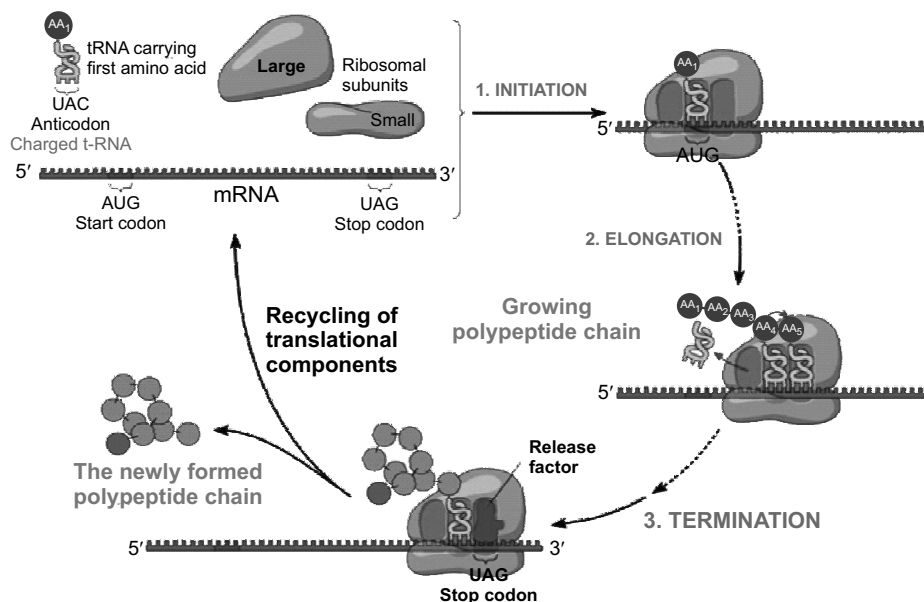 AA1
tRNA carrying
first amino acid
UAC
Anticodon
Charged t-RNA
Large
Ribosomal
subunits
Small
5′
3′
AUG
Start codon
mRNA
UAG
Stop codon
1. INITIATION
AA1
5′
AUG
2. ELONGATION
Growing
polypeptide chain
AA1
AA2
AA3
AA4
AA5
5′
3. TERMINATION
Release
factor
5′
3′
UAG
Stop codon
Recycling of
translational
components
The newly formed
polypeptide chain